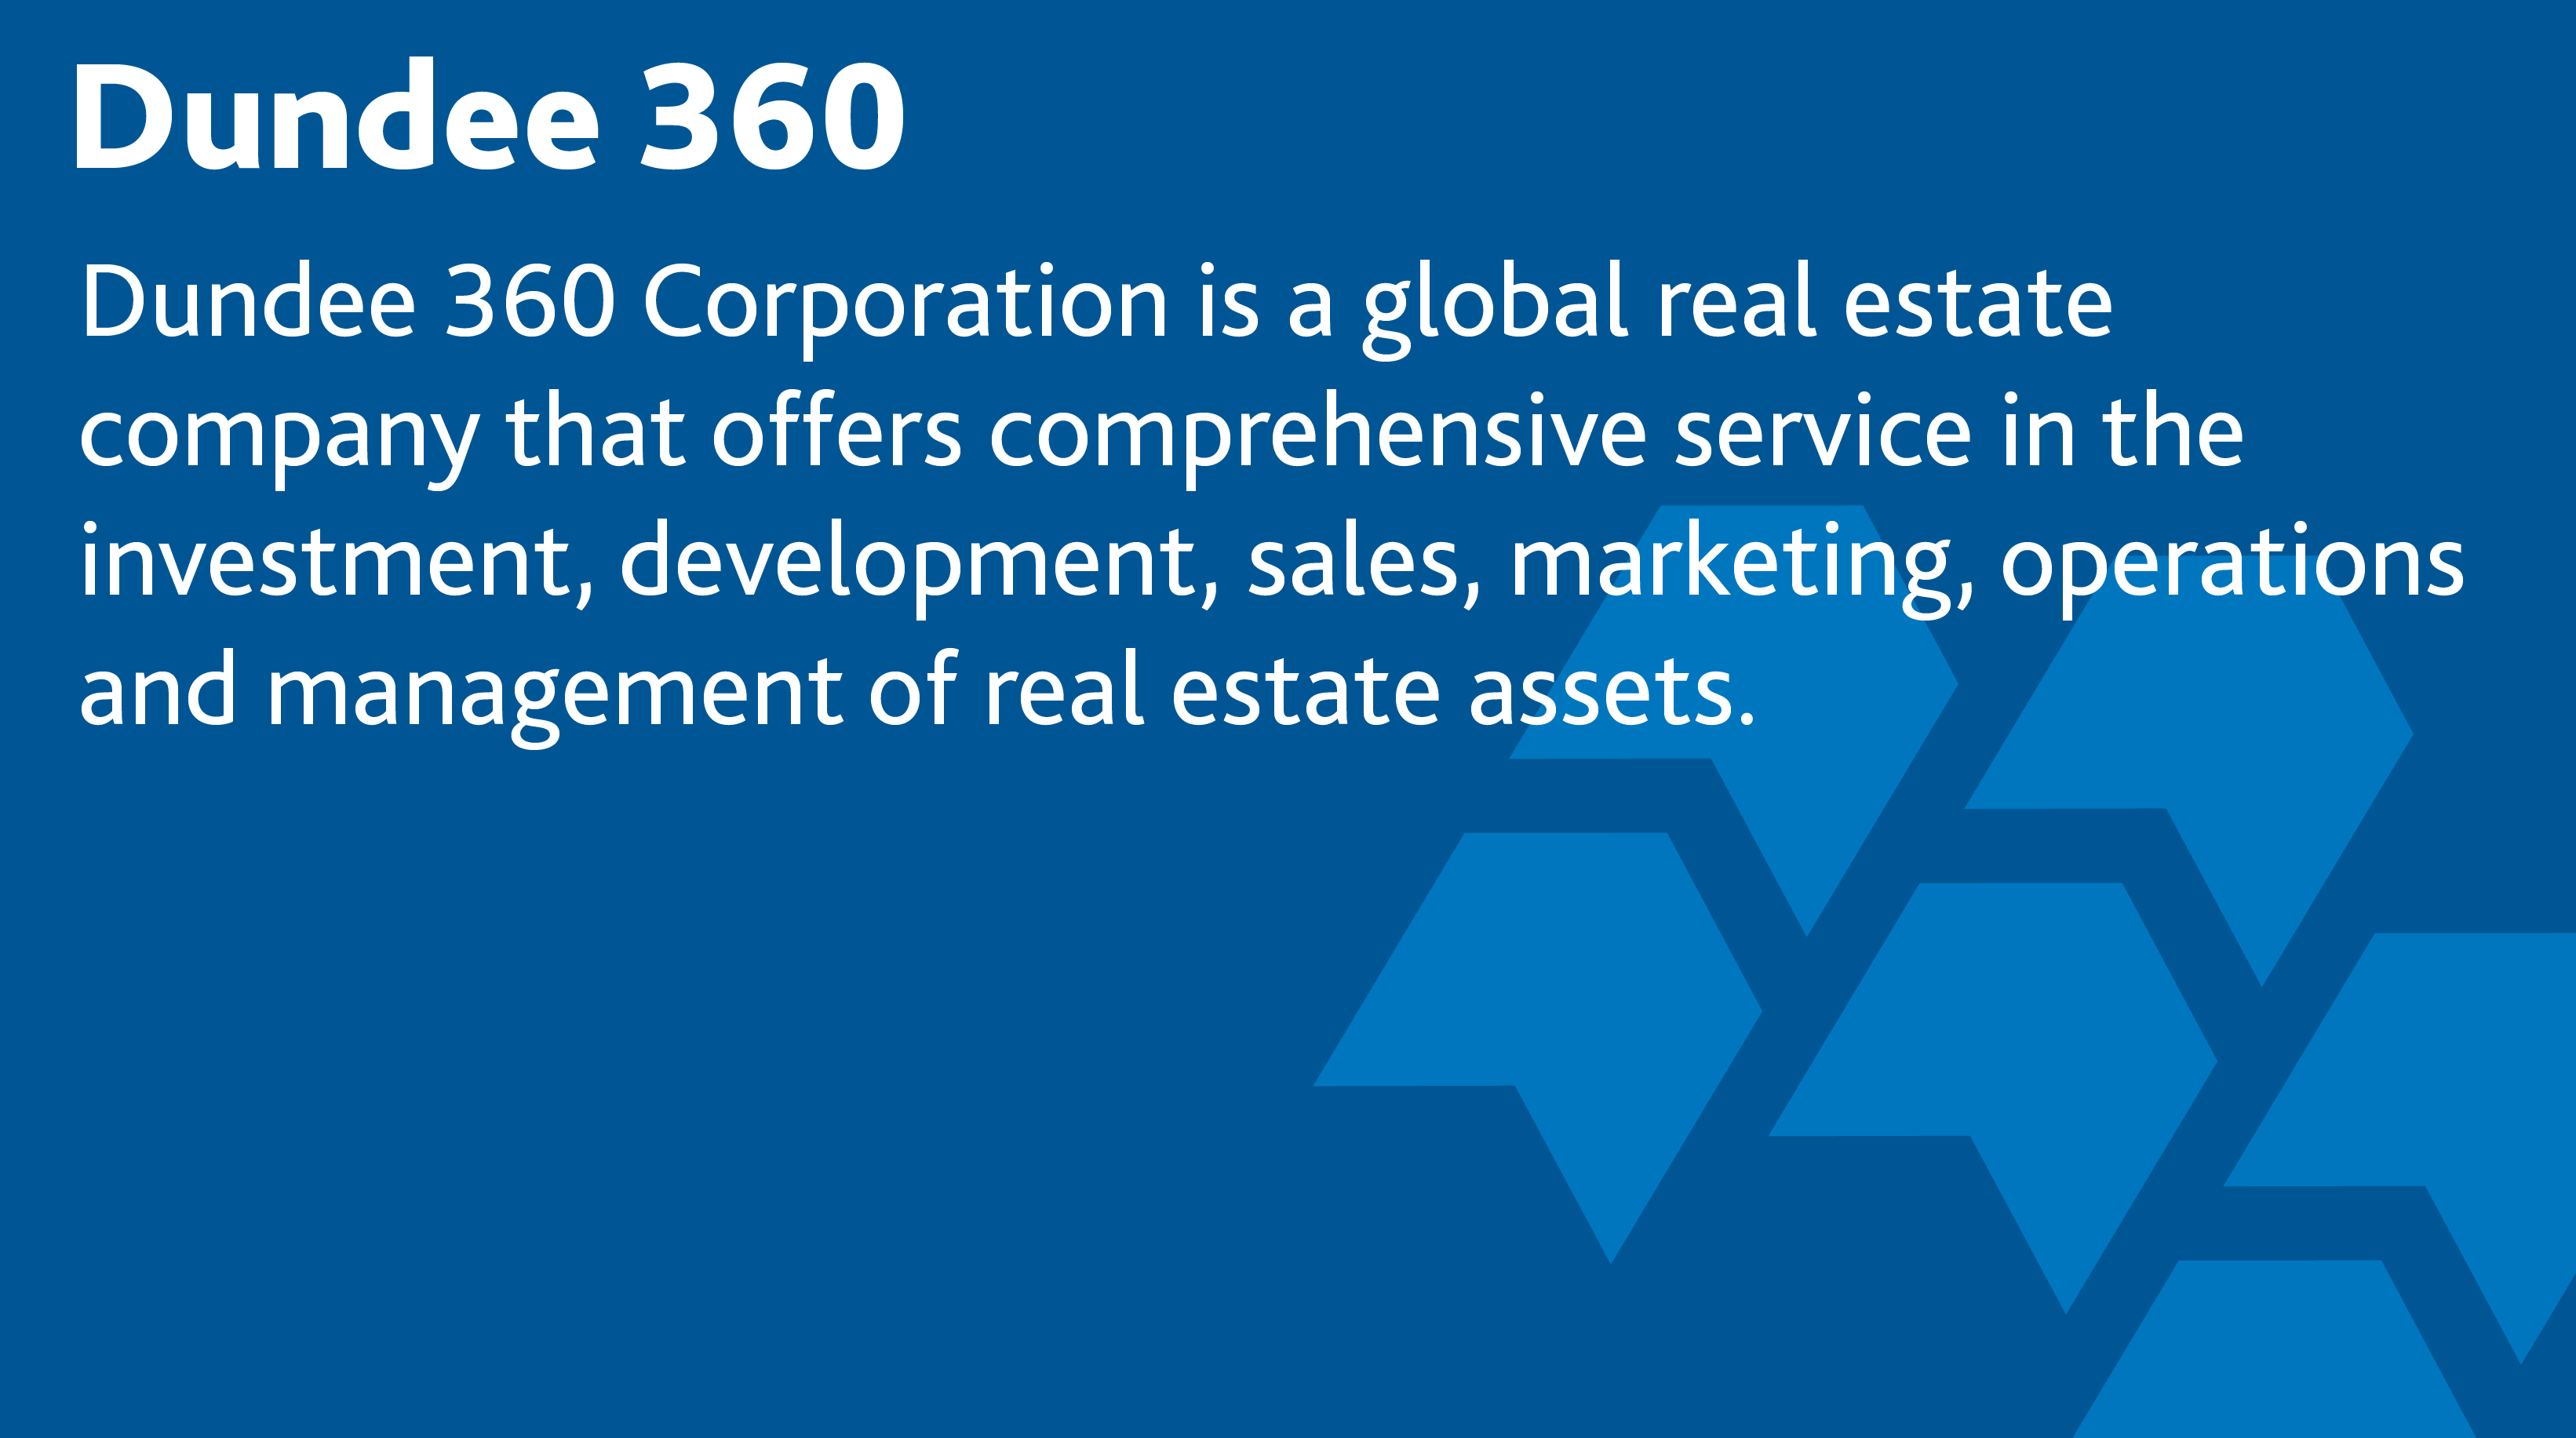 Dundee 360
Dundee 360 Corporation is a global real estate
company that offers comprehensive service in the
investment, development, sales, marketing, operations
and management of real estate assets.